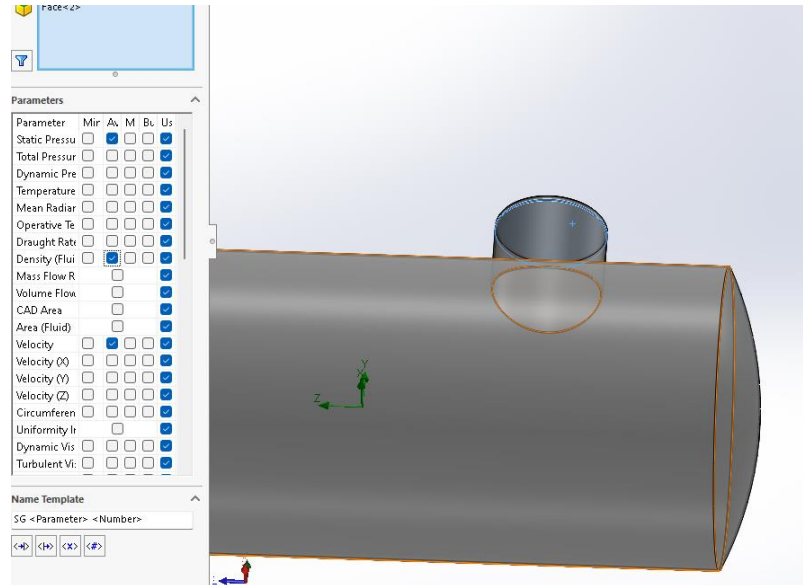 Face<2>
Parameters
Parameter Mir Av M Bu Us
Static Pressu
Total Pressur
Dynamic Pre
Temperature
Mean Radiar
Operative Te
Draught Rate
Density (Flui
Mass Flow R
Volume Flow
CAD Area
Area (Fluid)
Velocity
Velocity (X)
Velocity (Y)
Velocity (Z)
Circumferen
Uniformity Ir
Dynamic Vis
Turbulent Vi:
Name Template
SG <Parameter> <Number>
Y
X
Z